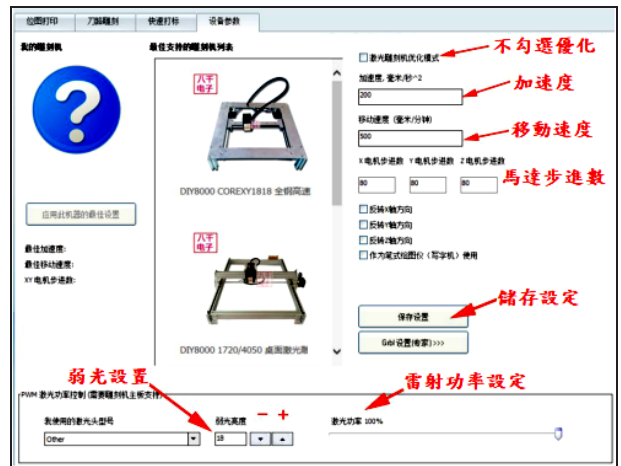 位图打印 刀路雕刻 快速打标 设备参数
我的雕刻机 最佳支持的雕刻机列表
激光雕刻机优化模式 不勾選優化
八千电子
加速度, 毫米/秒^2
200 加速度
移动速度 (毫米/分钟)
500 移動速度
X 电机步进数 Y 电机步进数 Z 电机步进数
80 80 80 馬達步進數
DIY8000 COREXY1818 全钢高速
应用此机器的最佳设置
反转X轴方向
反转Y轴方向
反转Z轴方向
作为笔式绘图仪 (写字机) 使用
八千电子
最佳加速度:
最佳移动速度:
XY 电机步进数:
儲存設定
保存设置
Grbl 设置(专家)>>>
DIY8000 1720/4050 桌面激光雕
弱光设置 雷射功率設定
PWM 激光功率控制 (需要雕刻机主板支持)
我使用的激光头型号 弱光亮度 - + 激光功率 100%
Other 18